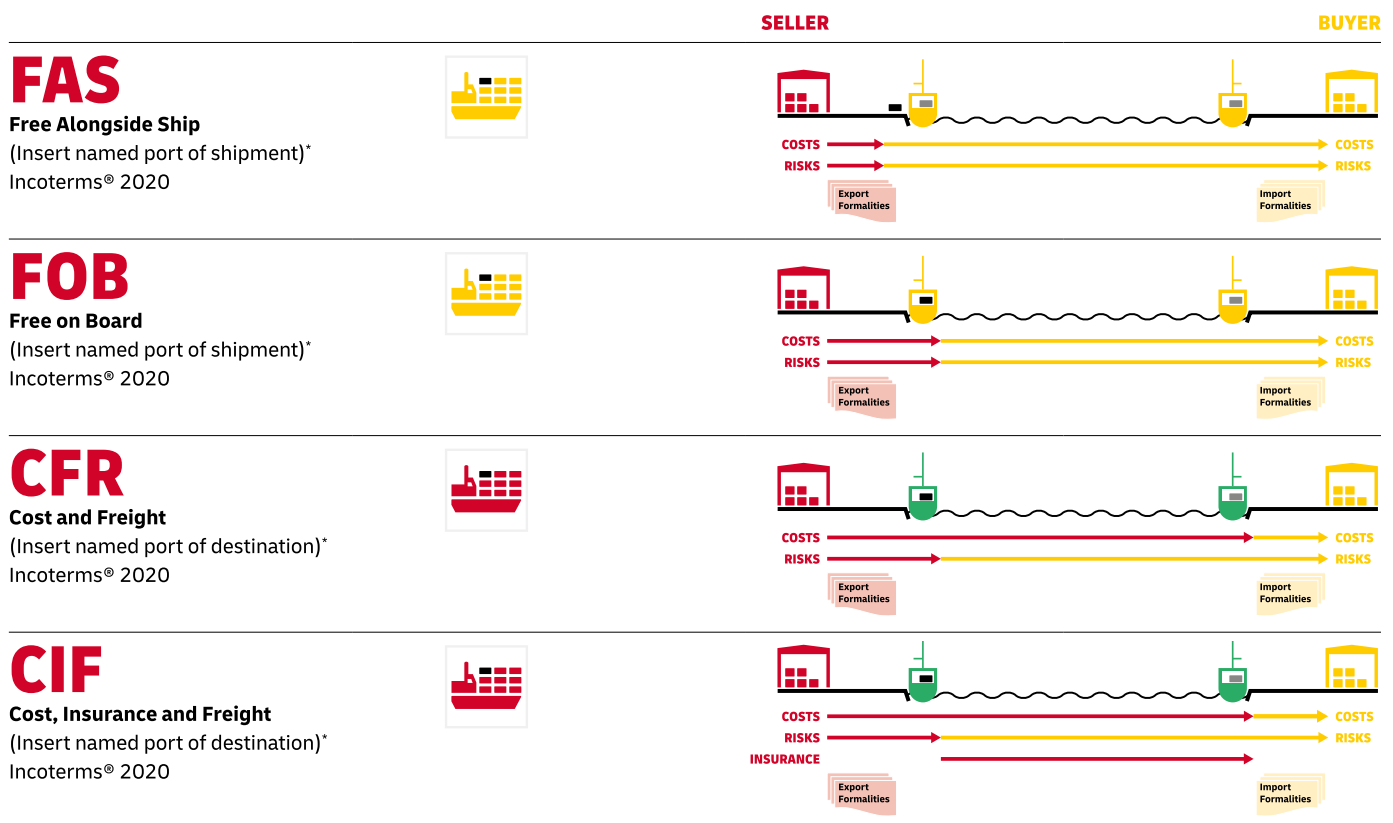 SELLER
BUYER
FAS
Free Alongside Ship
(Insert named port of shipment)*
Incoterms® 2020
COSTS
COSTS
RISKS
RISKS
Export
Formalities
Import
Formalities
FOB
Free on Board
(Insert named port of shipment)*
Incoterms® 2020
COSTS
COSTS
RISKS
RISKS
Export
Formalities
Import
Formalities
CFR
Cost and Freight
(Insert named port of destination)*
Incoterms® 2020
COSTS
COSTS
RISKS
RISKS
Export
Formalities
Import
Formalities
CIF
Cost, Insurance and Freight
(Insert named port of destination)*
Incoterms® 2020
COSTS
COSTS
RISKS
RISKS
INSURANCE
Export
Formalities
Import
Formalities